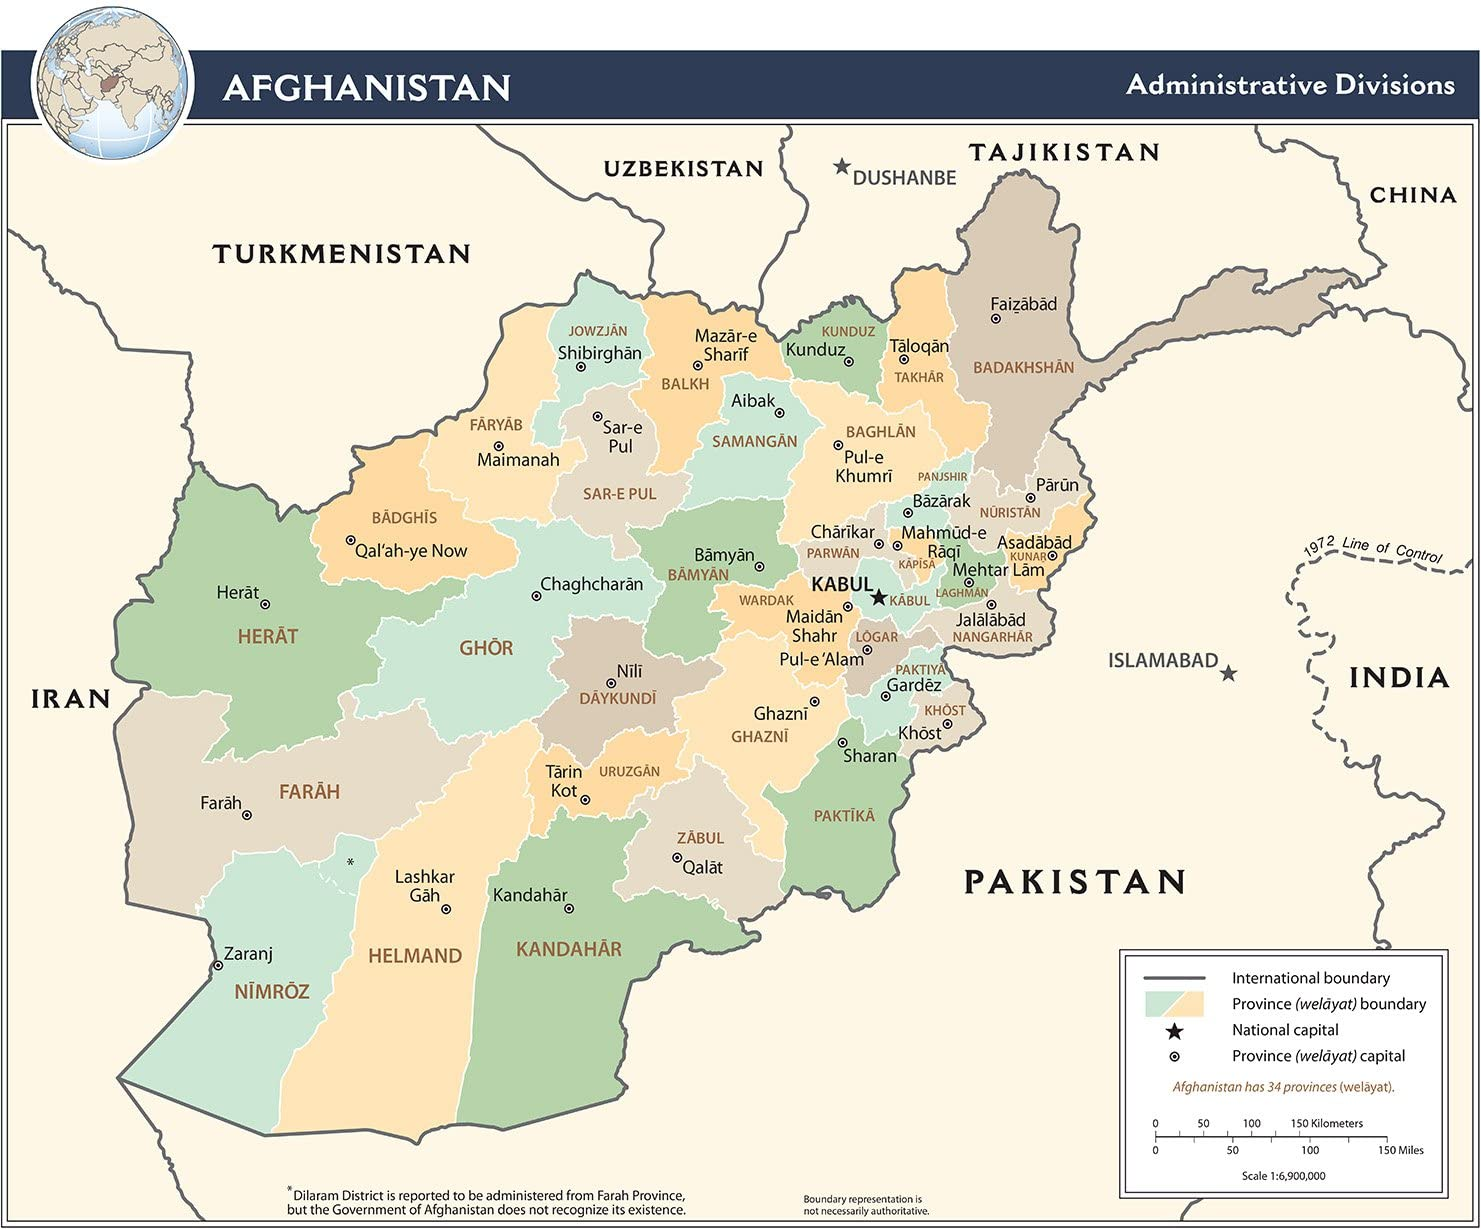 AFGHANISTAN
Administrative Divisions
UZBEKISTAN
TAJIKISTAN
DUSHANBE
CHINA
TURKMENISTAN
Faiẕābād
JOWZJĀN
Shibirghān
Mazār-e
Sharīf
BALKH
KUNDUZ
Kunduz
Tāloqān
TAKHĀR
BADAKHSHĀN
Aibak
SAMANGĀN
FĀRYĀB
Maimanah
Sar-e
Pul
SAR-E PUL
BAGHLĀN
Pul-e
Khumrī
PANJSHIR
Bāzārak
Pārūn
NŪRISTĀN
BĀDGHĪS
Qal‘ah-ye Now
Chārīkar
PARWĀN
Mahmūd-e
Rāqī
KĀPĪSĀ
Asadābād
KUNAR
Mehtar Lām
LAGHMĀN
1972 Line of Control
Bāmyān
BĀMYĀN
Chaghcharān
KABUL
KĀBUL
Herāt
HERĀT
WARDAK
Maidān
Shahr
Jalālābād
NANGARHĀR
LŌGAR
Pul-e ‘Alam
GHŌR
Nīlī
DĀYKUNDĪ
PAKTIYĀ
Gardēz
KHŌST
Khōst
ISLAMABAD
INDIA
IRAN
Ghaznī
GHAZNĪ
Sharan
Tārin
Kot
URUZGĀN
FARĀH
Farāh
PAKTĪKĀ
ZĀBUL
Qalāt
*
Lashkar
Gāh
Kandahār
PAKISTAN
HELMAND
KANDAHĀR
Zaranj
NĪMRŌZ
International boundary
Province (welāyat) boundary
National capital
Province (welāyat) capital
Afghanistan has 34 provinces (welāyat).
0 50 100 150 Kilometers
0 50 100 150 Miles
Scale 1:6,900,000
*Dilaram District is reported to be administered from Farah Province,
but the Government of Afghanistan does not recognize its existence.
Boundary representation is
not necessarily authoritative.